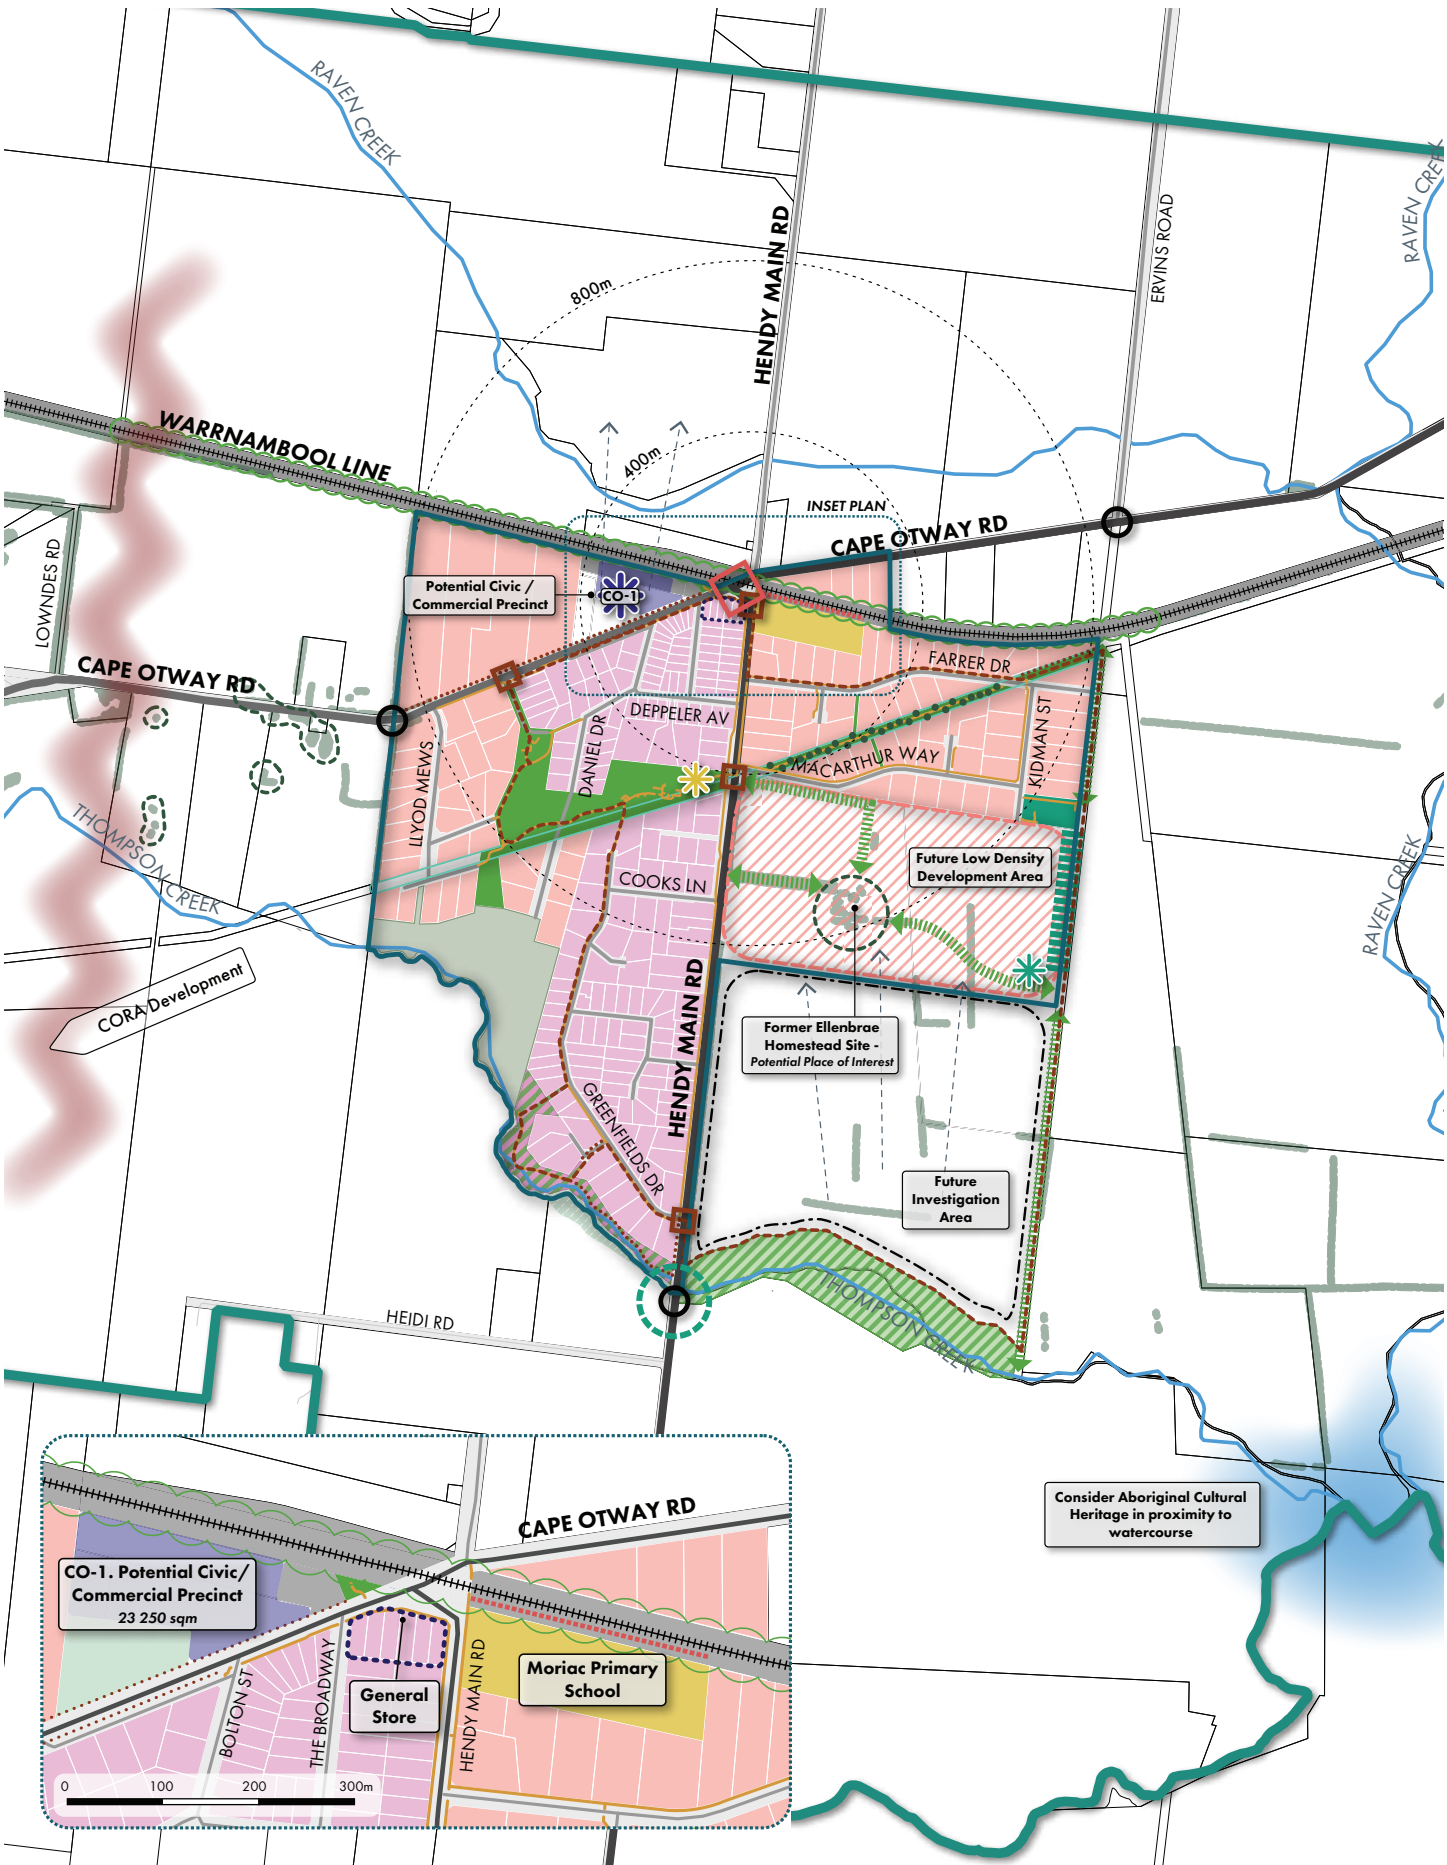 RAVEN CREEK
RAVEN CREEK
HENDY MAIN RD
ERVINS ROAD
800m
400m
WARRNAMBOOL LINE
INSET PLAN
CAPE OTWAY RD
LOWNDES RD
Potential Civic /
Commercial Precinct
CO-1
FARRER DR
CAPE OTWAY RD
DEPPELER AV
DANIEL DR
LLYOD MEWS
MACARTHUR WAY
KIDMAN ST
THOMPSON CREEK
COOKS LN
Future Low Density
Development Area
RAVEN CREEK
CORA Development
HENDY MAIN RD
Former Ellenbrae
Homestead Site -
Potential Place of Interest
GREENFIELDS DR
Future
Investigation
Area
THOMPSON CREEK
HEIDI RD
Consider Aboriginal Cultural
Heritage in proximity to
watercourse
CAPE OTWAY RD
CO-1. Potential Civic/
Commercial Precinct
23 250 sqm
BOLTON ST
THE BROADWAY
General
Store
HENDY MAIN RD
Moriac Primary
School
0 100 200 300m